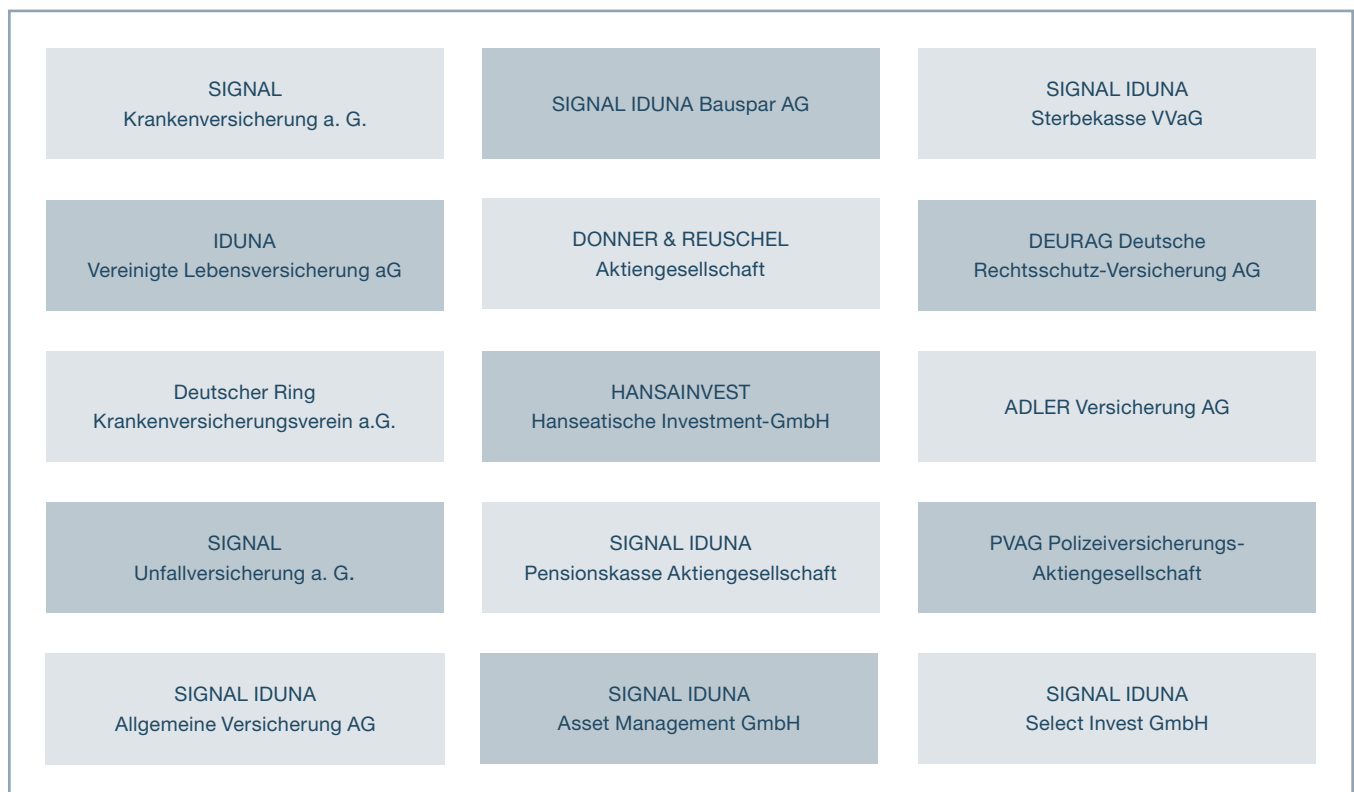 SIGNAL
Krankenversicherung a. G.
SIGNAL IDUNA Bauspar AG
SIGNAL IDUNA
Sterbekasse VVaG
IDUNA
Vereinigte Lebensversicherung aG
DONNER & REUSCHEL
Aktiengesellschaft
DEURAG Deutsche
Rechtsschutz-Versicherung AG
Deutscher Ring
Krankenversicherungsverein a.G.
HANSAINVEST
Hanseatische Investment-GmbH
ADLER Versicherung AG
SIGNAL
Unfallversicherung a. G.
SIGNAL IDUNA
Pensionskasse Aktiengesellschaft
PVAG Polizeiversicherungs-
Aktiengesellschaft
SIGNAL IDUNA
Allgemeine Versicherung AG
SIGNAL IDUNA
Asset Management GmbH
SIGNAL IDUNA
Select Invest GmbH